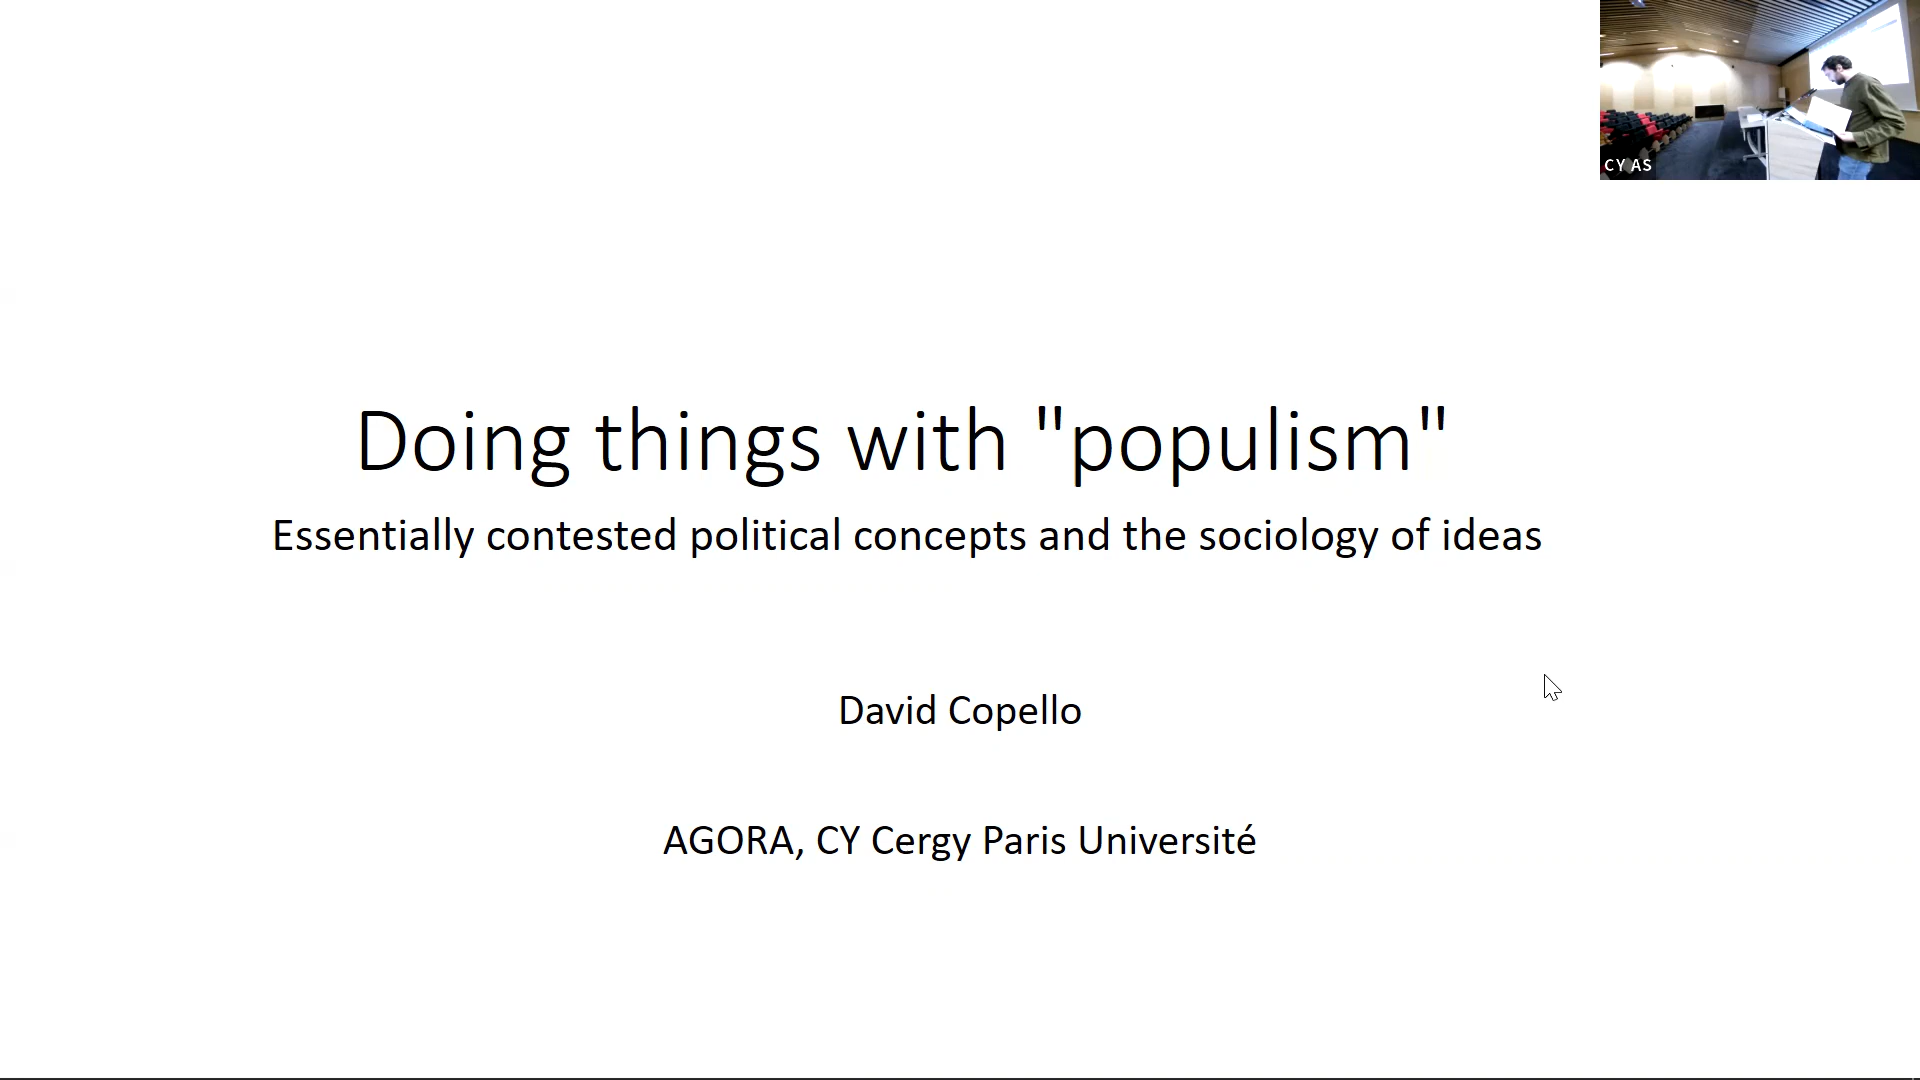 CY AS
Doing things with "populism"
Essentially contested political concepts and the sociology of ideas
David Copello
AGORA, CY Cergy Paris Université